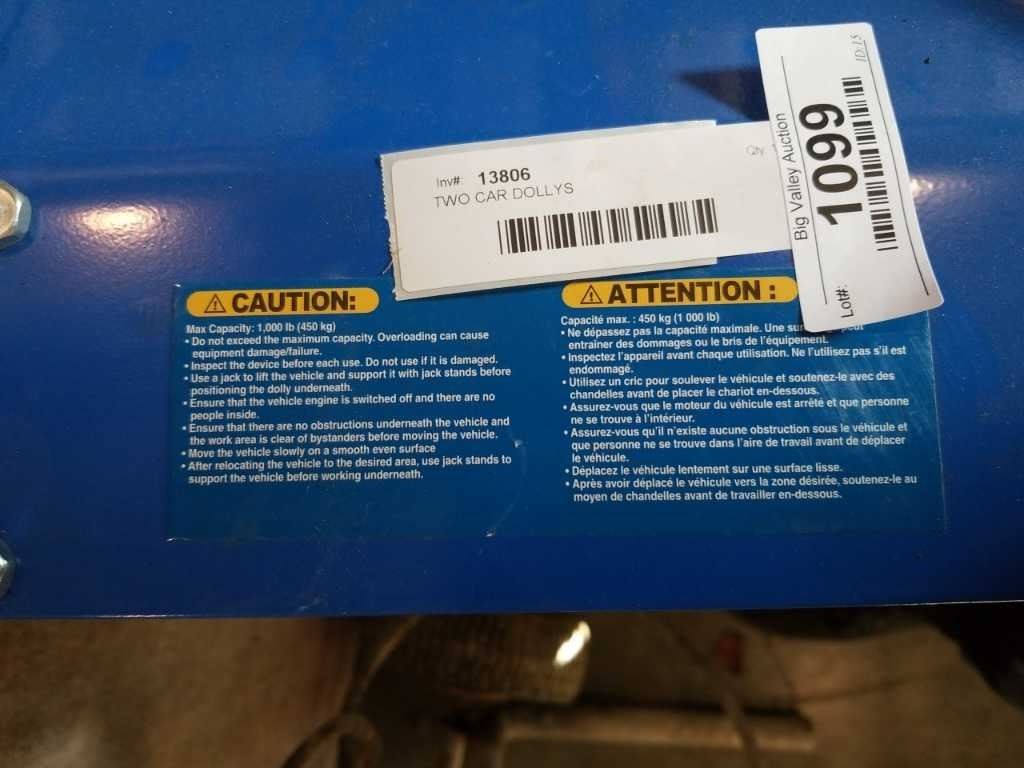 Inv#: 13806
TWO CAR DOLLYS
Qty
Big Valley Auction
Lot#: 1099
ID:15
CAUTION:
Max Capacity: 1,000 lb (450 kg)
• Do not exceed the maximum capacity. Overloading can cause
equipment damage/failure.
• Inspect the device before each use. Do not use if it is damaged.
• Use a jack to lift the vehicle and support it with jack stands before
positioning the dolly underneath.
• Ensure that the vehicle engine is switched off and there are no
people inside.
• Ensure that there are no obstructions underneath the vehicle and
the work area is clear of bystanders before moving the vehicle.
• Move the vehicle slowly on a smooth even surface
• After relocating the vehicle to the desired area, use jack stands to
support the vehicle before working underneath.
ATTENTION :
Capacité max. : 450 kg (1 000 lb)
• Ne dépassez pas la capacité maximale. Une peut
entraîner des dommages ou le bris de l'équipement.
• Inspectez l'appareil avant chaque utilisation. Ne l'utilisez pas s'il est
endommagé.
• Utilisez un cric pour soulever le véhicule et soutenez-le avec des
chandelles avant de placer le chariot en-dessous.
• Assurez-vous que le moteur du véhicule est arrêté et que personne
ne se trouve à l'intérieur.
• Assurez-vous qu'il n'existe aucune obstruction sous le véhicule et
que personne ne se trouve dans l'aire de travail avant de déplacer
le véhicule.
• Déplacez le véhicule lentement sur une surface lisse.
• Après avoir déplacé le véhicule vers la zone désirée, soutenez-le au
moyen de chandelles avant de travailler en-dessous.